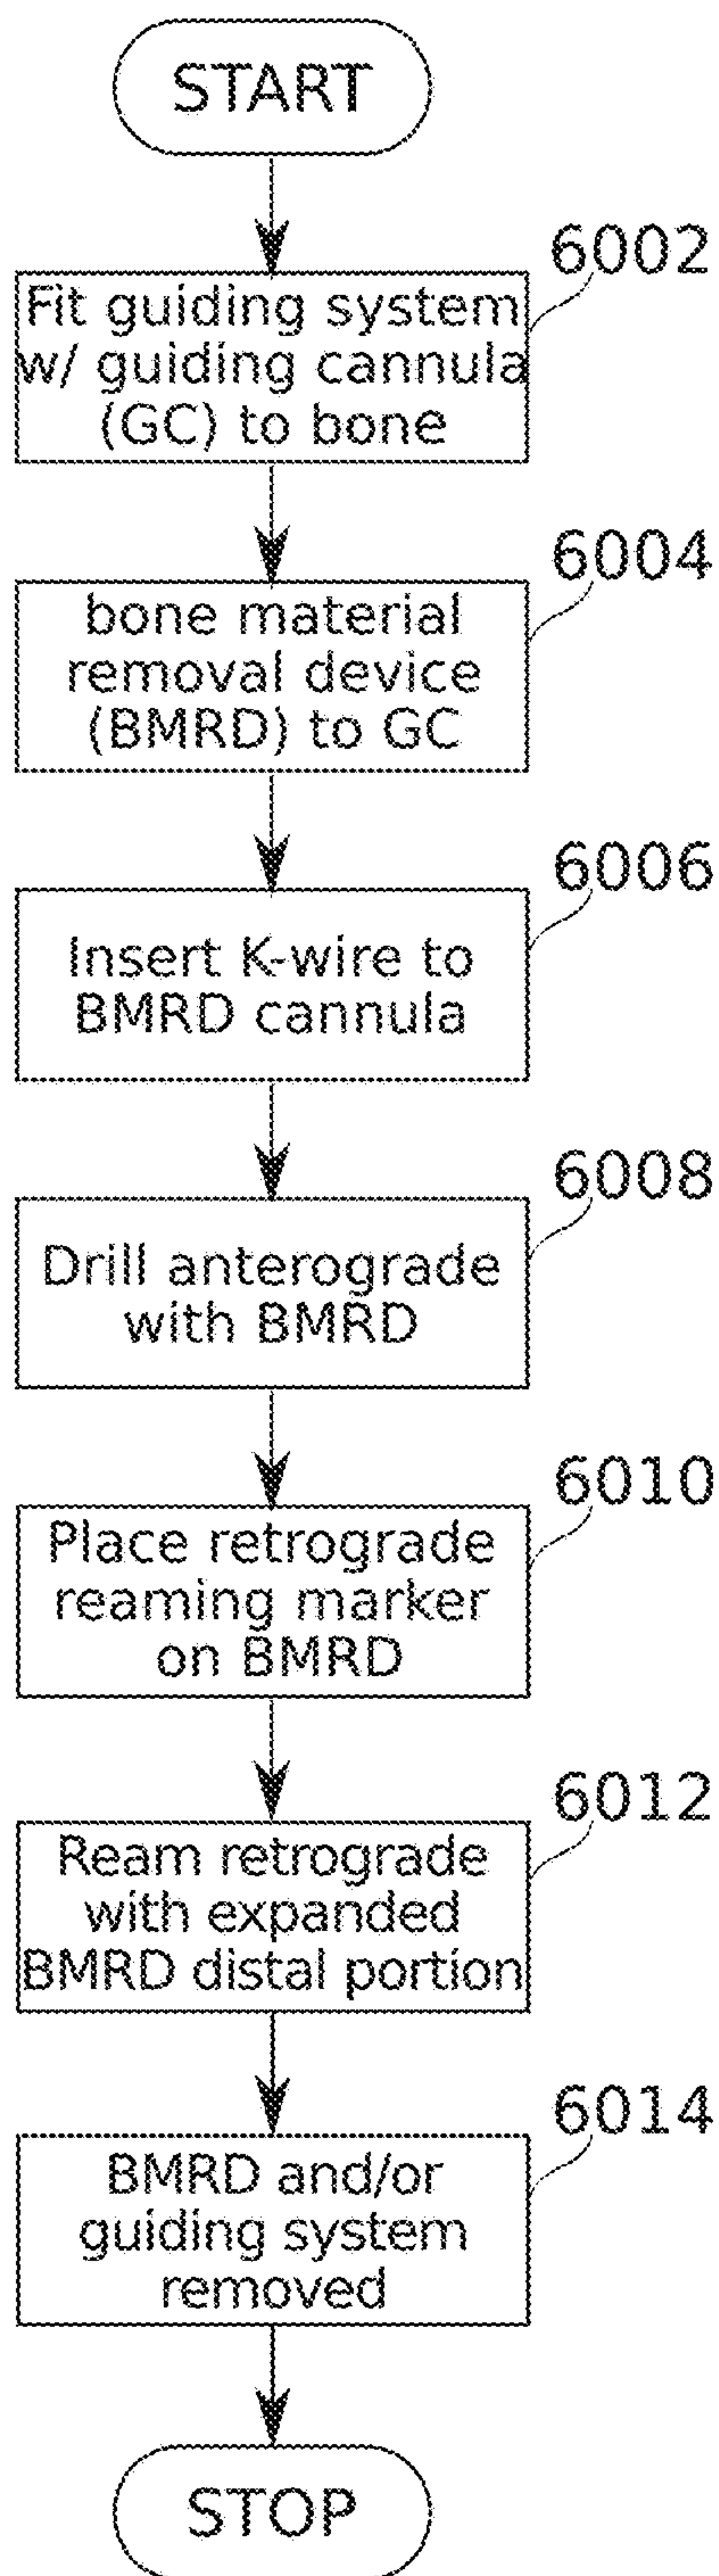 START
6002
Fit guiding system
w/ guiding cannula
(GC) to bone
6004
bone material
removal device
(BMRD) to GC
6006
Insert K-wire to
BMRD cannula
6008
Drill anterograde
with BMRD
6010
Place retrograde
reaming marker
on BMRD
6012
Ream retrograde
with expanded
BMRD distal portion
6014
BMRD and/or
guiding system
removed
STOP